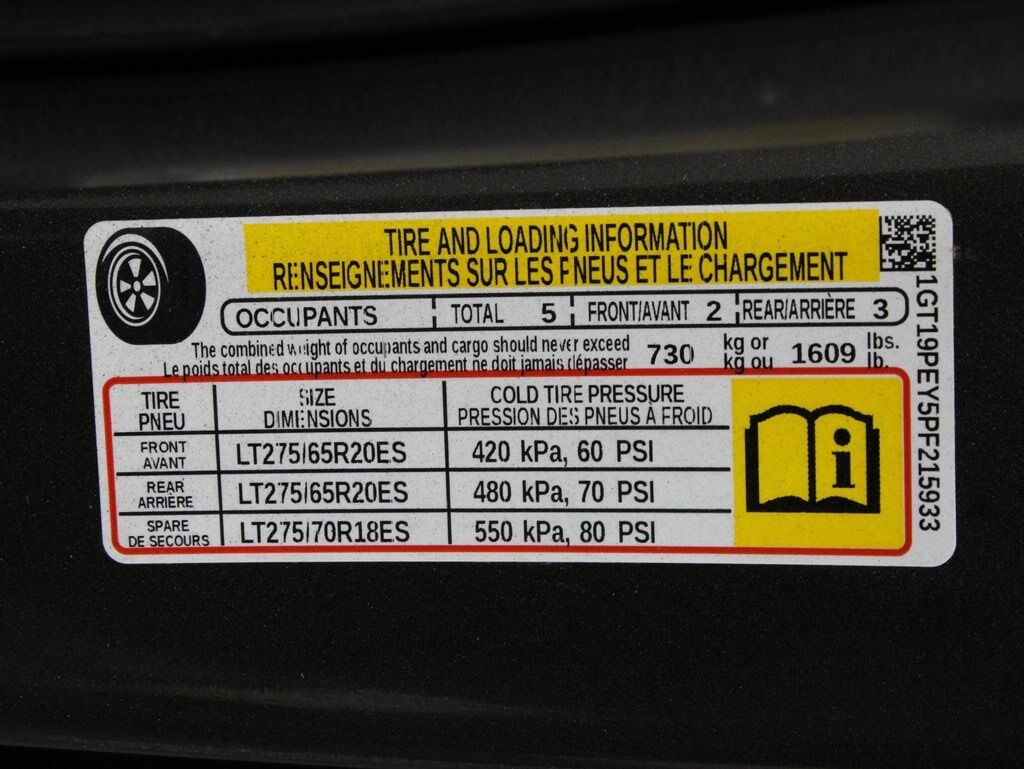 TIRE AND LOADING INFORMATION
RENSEIGNEMENTS SUR LES PNEUS ET LE CHARGEMENT
OCCUPANTS TOTAL 5 FRONT/AVANT 2 REAR/ARRIÈRE 3
The combined weight of occupants and cargo should never exceed 730 kg or 1609 lbs.
Le poids total des occupants et du chargement ne doit jamais dépasser kg ou lb.
TIRE SIZE COLD TIRE PRESSURE
PNEU DIMENSIONS PRESSION DES PNEUS À FROID
FRONT
AVANT LT275/65R20ES 420 kPa, 60 PSI
REAR
ARRIÈRE LT275/65R20ES 480 kPa, 70 PSI
SPARE
DE SECOURS LT275/70R18ES 550 kPa, 80 PSI
i
1GT19PEY5PF215933